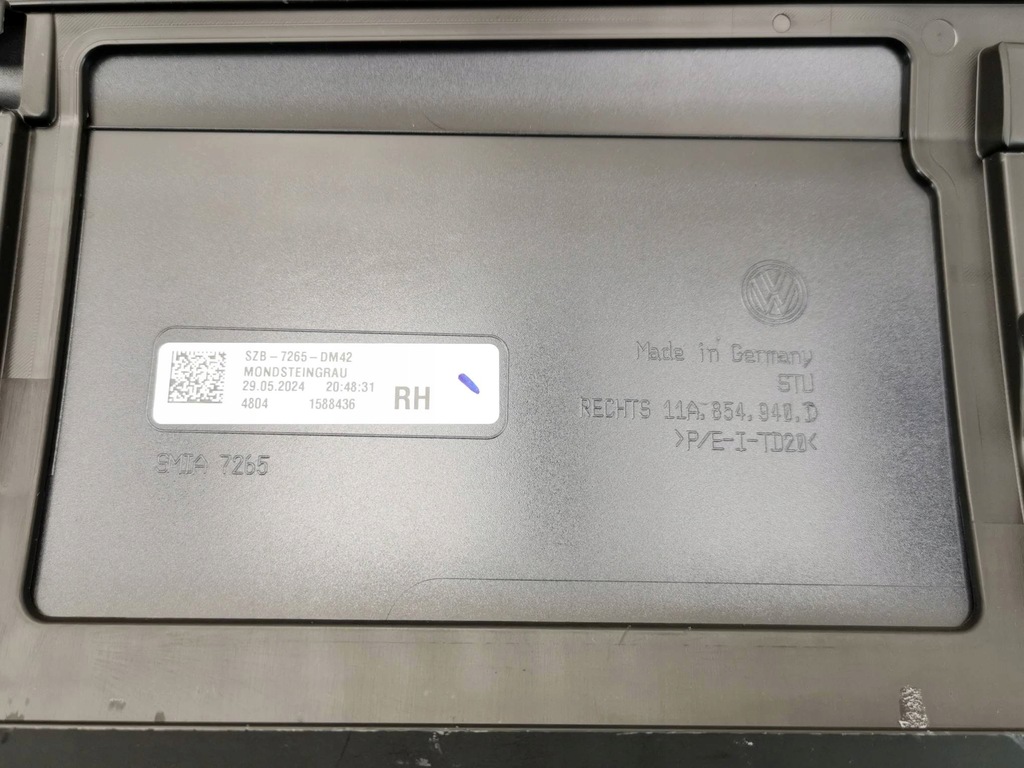 SZB-7265-DM42
MONDSTEINGRAU
29.05.2024 20:48:31
4804 1588436
RH
SMIA 7265
VW
Made in Germany
STU
RECHTS 11A.854.940.D
>P/E-I-TD20<